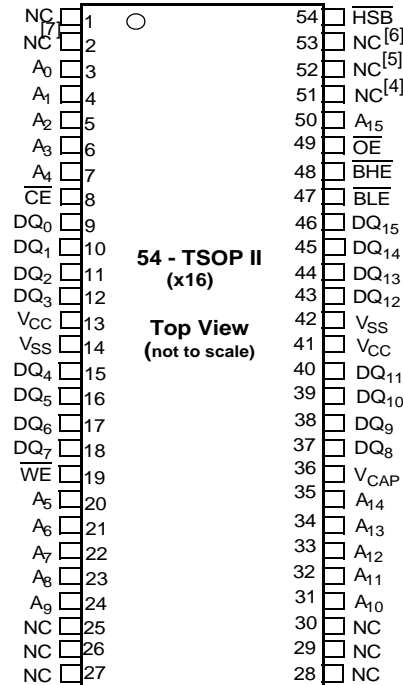 NC 1 54 HSB
NC[7] 2 53 NC[6]
A0 3 52 NC[5]
A1 4 51 NC[4]
A2 5 50 A15
A3 6 49 OE
A4 7 48 BHE
CE 8 47 BLE
DQ0 9 46 DQ15
DQ1 10 45 DQ14
DQ2 11 44 DQ13
DQ3 12 43 DQ12
VCC 13 42 VSS
VSS 14 41 VCC
DQ4 15 40 DQ11
DQ5 16 39 DQ10
DQ6 17 38 DQ9
DQ7 18 37 DQ8
WE 19 36 VCAP
A5 20 35 A14
A6 21 34 A13
A7 22 33 A12
A8 23 32 A11
A9 24 31 A10
NC 25 30 NC
NC 26 29 NC
NC 27 28 NC
54 - TSOP II
(x16)
Top View
(not to scale)